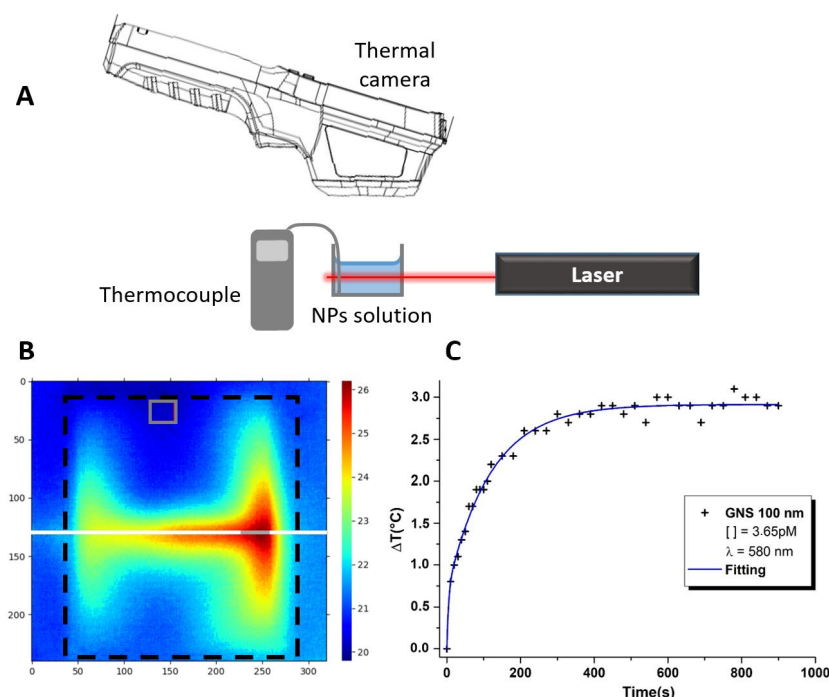 A
Thermal
camera
Thermocouple
NPs solution
Laser
B
0
50
100
150
200
0
50
100
150
200
250
300
26
25
24
23
22
21
20
C
ΔT(°C)
3.0
2.5
2.0
1.5
1.0
0.5
0.0
0
200
400
600
800
1000
Time(s)
+ GNS 100 nm
[ ] = 3.65pM
λ = 580 nm
Fitting